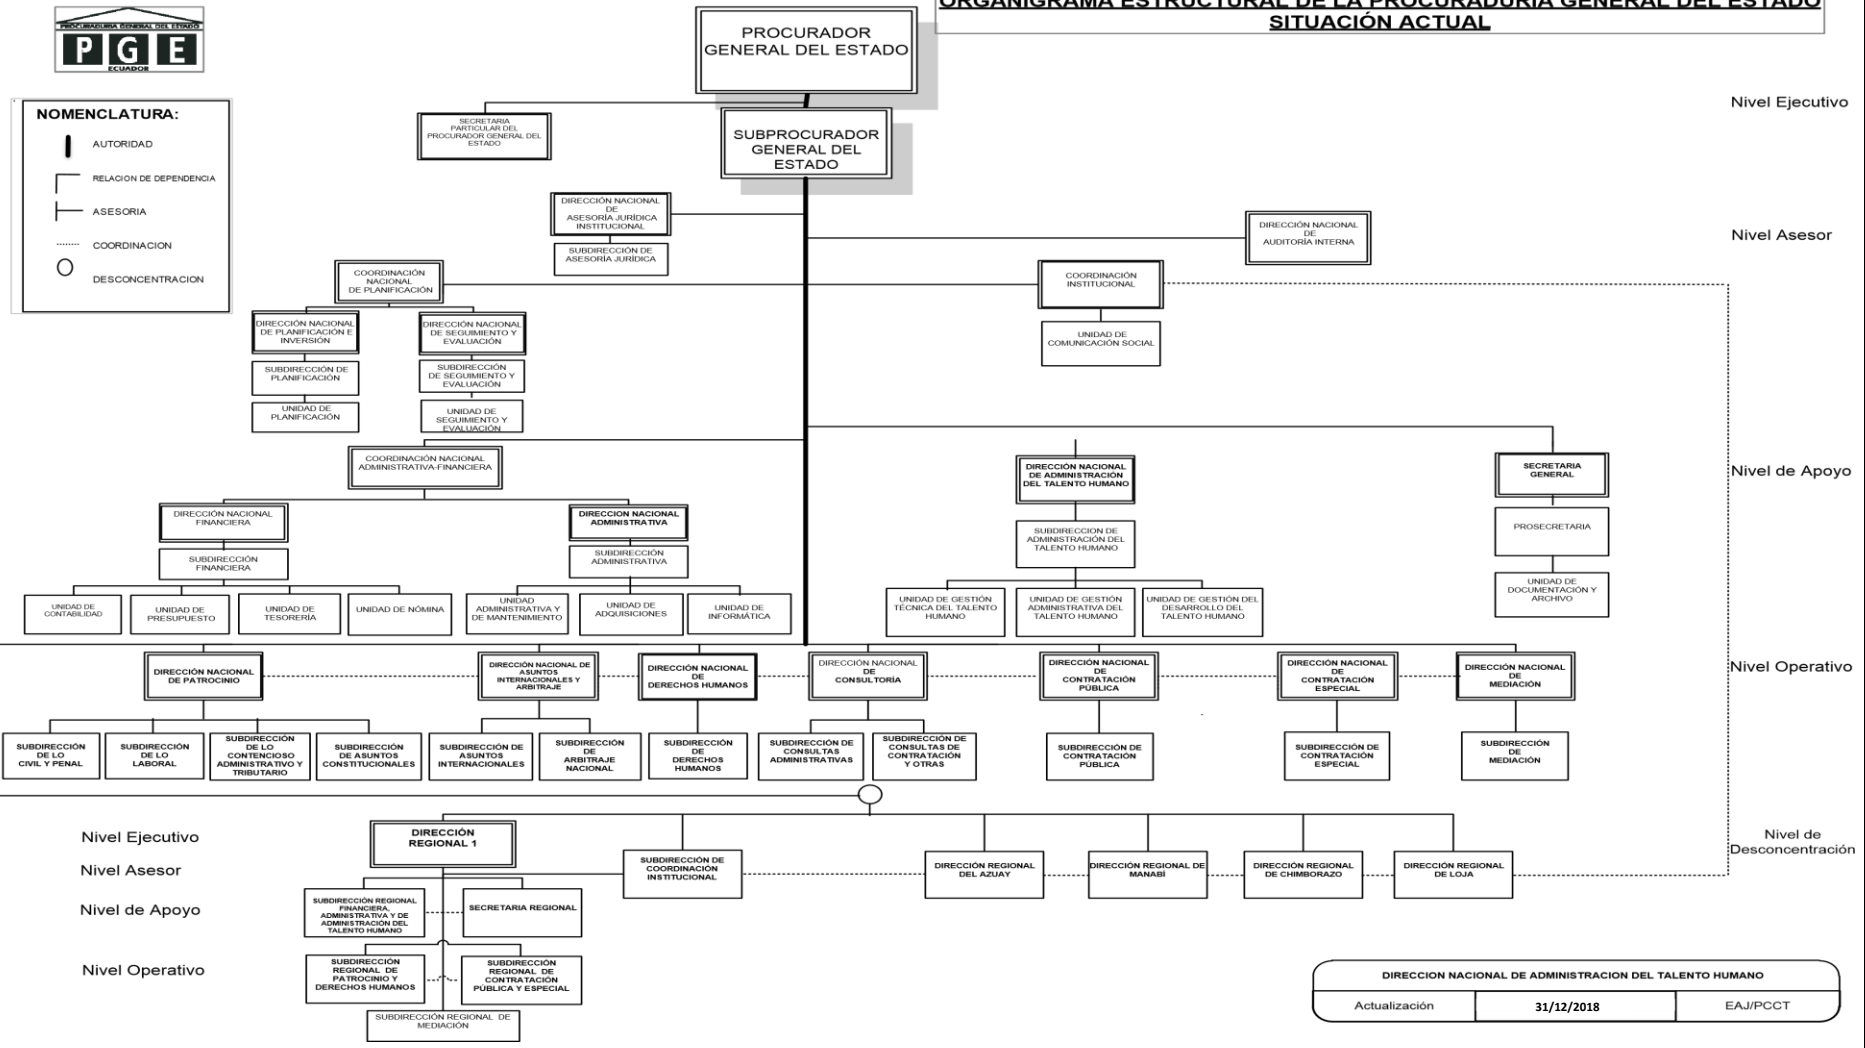 ORGANIGRAMA ESTRUCTURAL DE LA PROCURADURIA GENERAL DEL ESTADO
SITUACIÓN ACTUAL
PROCURADURIA GENERAL DEL ESTADO
P G E
ECUADOR
PROCURADOR
GENERAL DEL ESTADO
NOMENCLATURA:
AUTORIDAD
RELACION DE DEPENDENCIA
ASESORIA
COORDINACION
DESCONCENTRACION
Nivel Ejecutivo
SECRETARIA
PARTICULAR DEL
PROCURADOR GENERAL DEL
ESTADO
SUBPROCURADOR
GENERAL DEL
ESTADO
DIRECCIÓN NACIONAL
DE
ASESORÍA JURÍDICA
INSTITUCIONAL
SUBDIRECCIÓN DE
ASESORÍA JURÍDICA
DIRECCIÓN NACIONAL
DE
AUDITORÍA INTERNA
Nivel Asesor
COORDINACIÓN
NACIONAL
DE PLANIFICACIÓN
COORDINACIÓN
INSTITUCIONAL
DIRECCIÓN NACIONAL
DE PLANIFICACIÓN E
INVERSIÓN
DIRECCIÓN NACIONAL
DE SEGUIMIENTO Y
EVALUACIÓN
UNIDAD DE
COMUNICACIÓN SOCIAL
SUBDIRECCIÓN DE
PLANIFICACIÓN
SUBDIRECCIÓN
DE SEGUIMIENTO Y
EVALUACIÓN
UNIDAD DE
PLANIFICACIÓN
UNIDAD DE
SEGUIMIENTO Y
EVALUACIÓN
COORDINACIÓN NACIONAL
ADMINISTRATIVA-FINANCIERA
DIRECCIÓN NACIONAL
DE ADMINISTRACIÓN
DEL TALENTO HUMANO
SECRETARIA
GENERAL
Nivel de Apoyo
DIRECCIÓN NACIONAL
FINANCIERA
DIRECCION NACIONAL
ADMINISTRATIVA
SUBDIRECCION DE
ADMINISTRACIÓN DEL
TALENTO HUMANO
PROSECRETARIA
SUBDIRECCIÓN
FINANCIERA
SUBDIRECCIÓN
ADMINISTRATIVA
UNIDAD DE
DOCUMENTACIÓN Y
ARCHIVO
UNIDAD DE
CONTABILIDAD
UNIDAD DE
PRESUPUESTO
UNIDAD DE
TESORERÍA
UNIDAD DE NÓMINA
UNIDAD
ADMINISTRATIVA Y
DE MANTENIMIENTO
UNIDAD DE
ADQUISICIONES
UNIDAD DE
INFORMÁTICA
UNIDAD DE GESTIÓN
TÉCNICA DEL TALENTO
HUMANO
UNIDAD DE GESTIÓN
ADMINISTRATIVA DEL
TALENTO HUMANO
UNIDAD DE GESTIÓN DEL
DESARROLLO DEL
TALENTO HUMANO
DIRECCIÓN NACIONAL
DE PATROCINIO
DIRECCIÓN NACIONAL DE
ASUNTOS
INTERNACIONALES Y
ARBITRAJE
DIRECCIÓN NACIONAL
DE
DERECHOS HUMANOS
DIRECCIÓN NACIONAL
DE
CONSULTORÍA
DIRECCIÓN NACIONAL
DE
CONTRATACIÓN
PÚBLICA
DIRECCIÓN NACIONAL
DE
CONTRATACIÓN
ESPECIAL
DIRECCIÓN NACIONAL
DE
MEDIACIÓN
Nivel Operativo
SUBDIRECCIÓN
DE LO
CIVIL Y PENAL
SUBDIRECCIÓN
DE LO
LABORAL
SUBDIRECCIÓN
DE LO
CONTENCIOSO
ADMINISTRATIVO Y
TRIBUTARIO
SUBDIRECCIÓN
DE ASUNTOS
CONSTITUCIONALES
SUBDIRECCIÓN DE
ASUNTOS
INTERNACIONALES
SUBDIRECCIÓN
DE
ARBITRAJE
NACIONAL
SUBDIRECCIÓN
DE
DERECHOS
HUMANOS
SUBDIRECCIÓN DE
CONSULTAS
ADMINISTRATIVAS
SUBDIRECCIÓN DE
CONSULTAS DE
CONTRATACIÓN
Y OTRAS
SUBDIRECCIÓN DE
CONTRATACIÓN
PÚBLICA
SUBDIRECCIÓN DE
CONTRATACIÓN
ESPECIAL
SUBDIRECCIÓN
DE
MEDIACIÓN
Nivel Ejecutivo
DIRECCIÓN
REGIONAL 1
Nivel de
Desconcentración
Nivel Asesor
SUBDIRECCIÓN DE
COORDINACIÓN
INSTITUCIONAL
DIRECCIÓN REGIONAL
DEL AZUAY
DIRECCIÓN REGIONAL DE
MANABÍ
DIRECCIÓN REGIONAL
DE CHIMBORAZO
DIRECCIÓN REGIONAL
DE LOJA
Nivel de Apoyo
SUBDIRECCIÓN REGIONAL
FINANCIERA,
ADMINISTRATIVA Y DE
ADMINISTRACIÓN DEL
TALENTO HUMANO
SECRETARIA REGIONAL
Nivel Operativo
SUBDIRECCIÓN
REGIONAL DE
PATROCINIO Y
DERECHOS HUMANOS
SUBDIRECCIÓN
REGIONAL DE
CONTRATACIÓN
PÚBLICA Y ESPECIAL
SUBDIRECCIÓN REGIONAL DE
MEDIACIÓN
DIRECCION NACIONAL DE ADMINISTRACION DEL TALENTO HUMANO
Actualización 31/12/2018 EAJ/PCCT